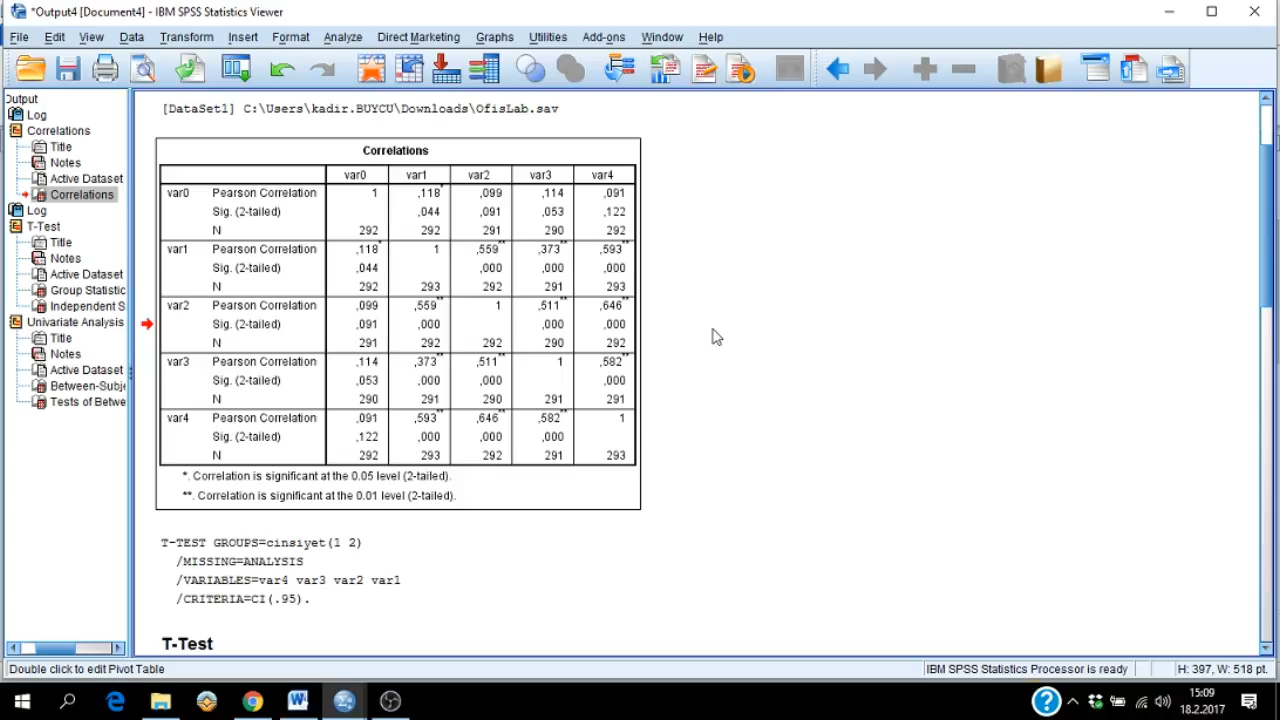 *Output4 [Document4] - IBM SPSS Statistics Viewer
File Edit View Data Transform Insert Format Analyze Direct Marketing Graphs Utilities Add-ons Window Help
Output
Log
Correlations
Title
Notes
Active Dataset
Correlations
Log
T-Test
Title
Notes
Active Dataset
Group Statistic
Independent S
Univariate Analysis
Title
Notes
Active Dataset
Between-Subje
Tests of Betwe
[DataSet1] C:\Users\kadir.BUYCU\Downloads\OfisLab.sav
Correlations
var0 var1 var2 var3 var4
var0 Pearson Correlation 1 ,118* ,099 ,114 ,091
Sig. (2-tailed) ,044 ,091 ,053 ,122
N 292 292 291 290 292
var1 Pearson Correlation ,118* 1 ,559** ,373** ,593**
Sig. (2-tailed) ,044 ,000 ,000 ,000
N 292 293 292 291 293
var2 Pearson Correlation ,099 ,559** 1 ,511** ,646**
Sig. (2-tailed) ,091 ,000 ,000 ,000
N 291 292 292 290 292
var3 Pearson Correlation ,114 ,373** ,511** 1 ,582**
Sig. (2-tailed) ,053 ,000 ,000 ,000
N 290 291 290 291 291
var4 Pearson Correlation ,091 ,593** ,646** ,582** 1
Sig. (2-tailed) ,122 ,000 ,000 ,000
N 292 293 292 291 293
*. Correlation is significant at the 0.05 level (2-tailed).
**. Correlation is significant at the 0.01 level (2-tailed).
T-TEST GROUPS=cinsiyet(1 2)
/MISSING=ANALYSIS
/VARIABLES=var4 var3 var2 var1
/CRITERIA=CI(.95).
T-Test
Double click to edit Pivot Table IBM SPSS Statistics Processor is ready H: 397, W: 518 pt.
15:09
18.2.2017